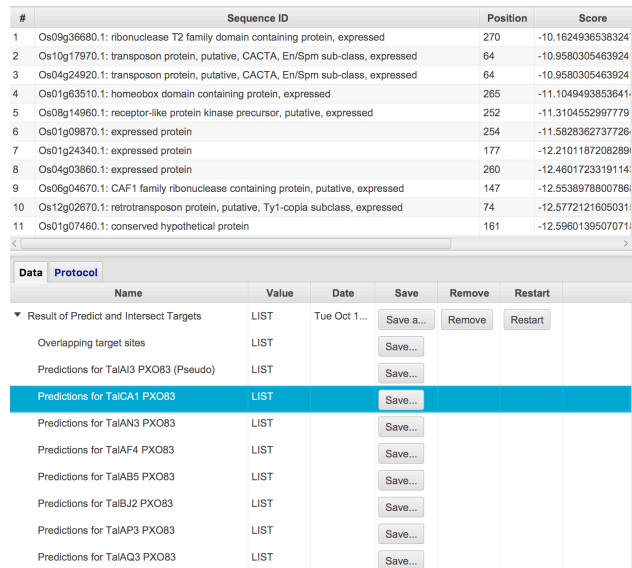 # Sequence ID Position Score
1 Os09g36680.1: ribonuclease T2 family domain containing protein, expressed 270 -10.1624936538324
2 Os10g17970.1: transposon protein, putative, CACTA, En/Spm sub-class, expressed 64 -10.9580305463924
3 Os04g24920.1: transposon protein, putative, CACTA, En/Spm sub-class, expressed 64 -10.9580305463924
4 Os01g63510.1: homeobox domain containing protein, expressed 265 -11.1049493853641
5 Os08g14960.1: receptor-like protein kinase precursor, putative, expressed 252 -11.3104552997779
6 Os01g09870.1: expressed protein 254 -11.5828362737726
7 Os01g24340.1: expressed protein 177 -12.2101187208289
8 Os04g03860.1: expressed protein 260 -12.4601723319114
9 Os06g04670.1: CAF1 family ribonuclease containing protein, putative, expressed 147 -12.5538978800786
10 Os12g02670.1: retrotransposon protein, putative, Ty1-copia subclass, expressed 74 -12.5772121605031
11 Os01g07460.1: conserved hypothetical protein 161 -12.5960139507071
Data Protocol
Name Value Date Save Remove Restart
Result of Predict and Intersect Targets LIST Tue Oct 1... Save a... Remove Restart
Overlapping target sites LIST Save...
Predictions for TalAI3 PXO83 (Pseudo) LIST Save...
Predictions for TalCA1 PXO83 LIST Save...
Predictions for TalAN3 PXO83 LIST Save...
Predictions for TalAF4 PXO83 LIST Save...
Predictions for TalAB5 PXO83 LIST Save...
Predictions for TalBJ2 PXO83 LIST Save...
Predictions for TalAP3 PXO83 LIST Save...
Predictions for TalAQ3 PXO83 LIST Save...